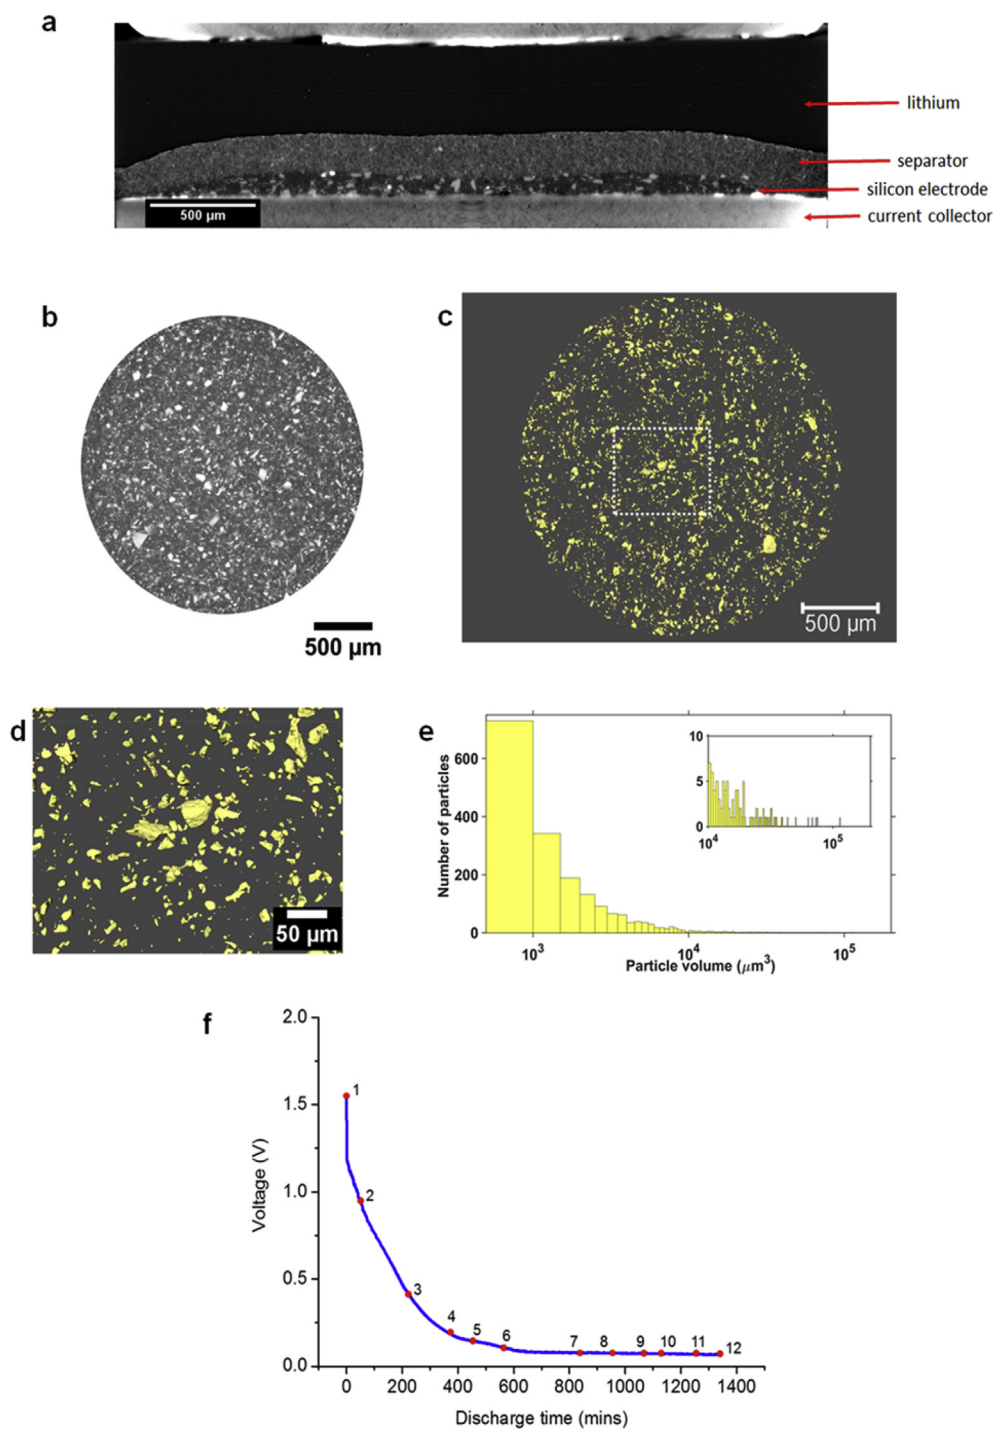 a
lithium
separator
silicon electrode
current collector
500 µm
b
500 µm
c
500 µm
d
50 µm
e
Number of particles
600
400
200
0
10³
10⁴
10⁵
Particle volume (µm³)
10
5
0
10⁴
10⁵
f
Voltage (V)
2.0
1.5
1.0
0.5
0.0
1
2
3
4
5
6
7
8
9
10
11
12
0 200 400 600 800 1000 1200 1400
Discharge time (mins)